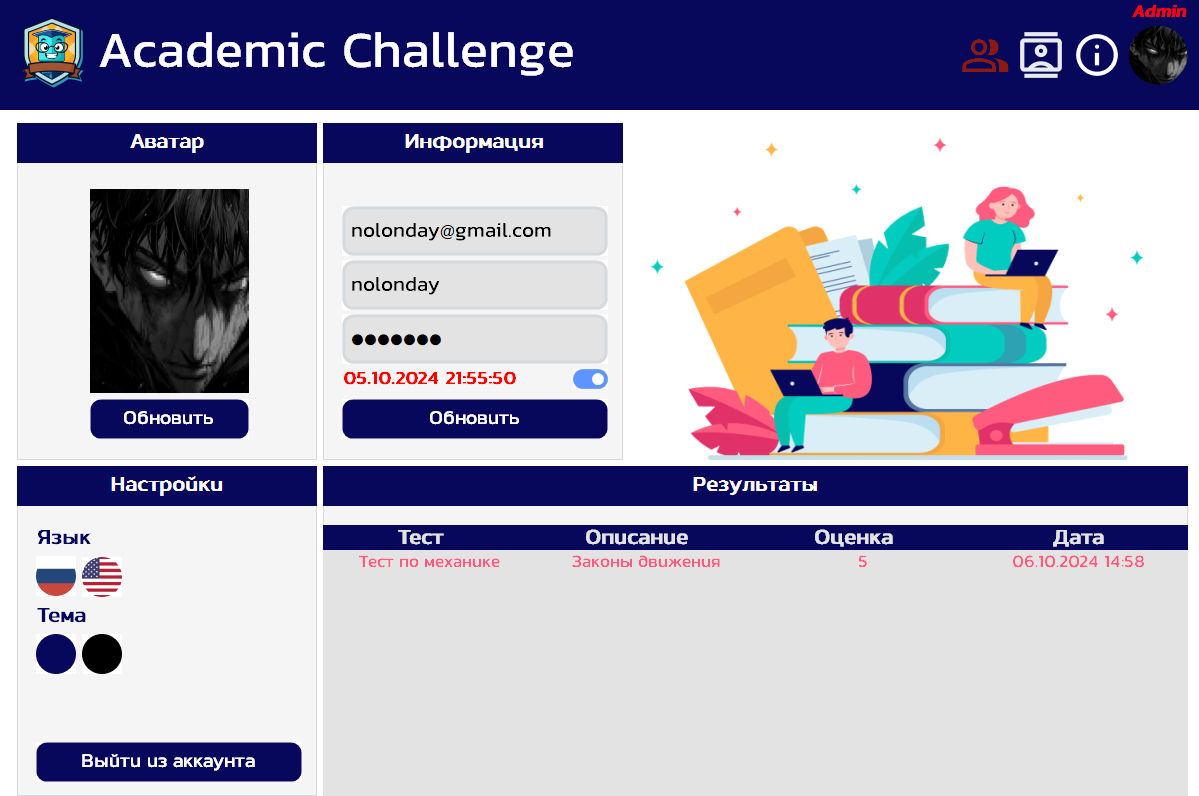 Admin
Academic Challenge
Аватар
Информация
nolonday@gmail.com
nolonday
●●●●●●●
05.10.2024 21:55:50
Обновить
Обновить
Настройки
Результаты
Язык
Тема
Выйти из аккаунта
Тест Описание Оценка Дата
Тест по механике Законы движения 5 06.10.2024 14:58